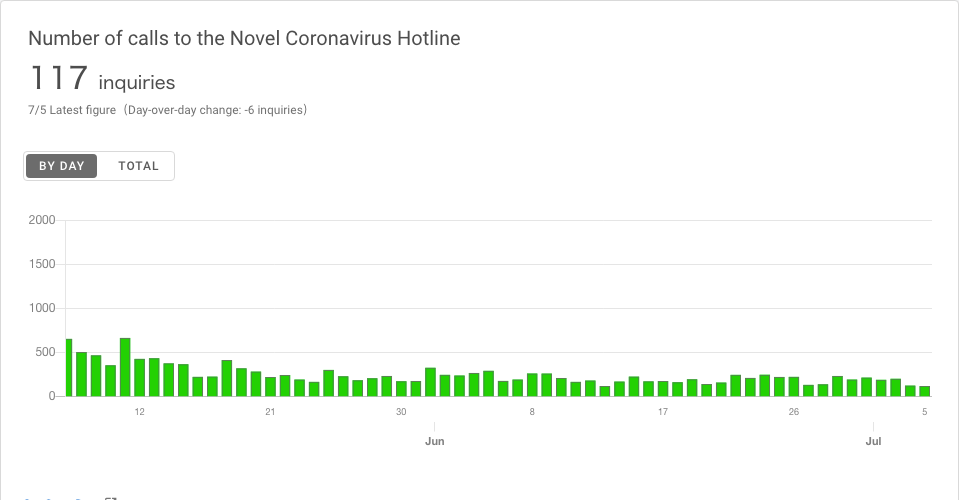 Number of calls to the Novel Coronavirus Hotline
117 inquiries
7/5 Latest figure（Day-over-day change: -6 inquiries）
BY DAY TOTAL
2000
1500
1000
500
0
12 21 30 8 17 26 5
Jun Jul